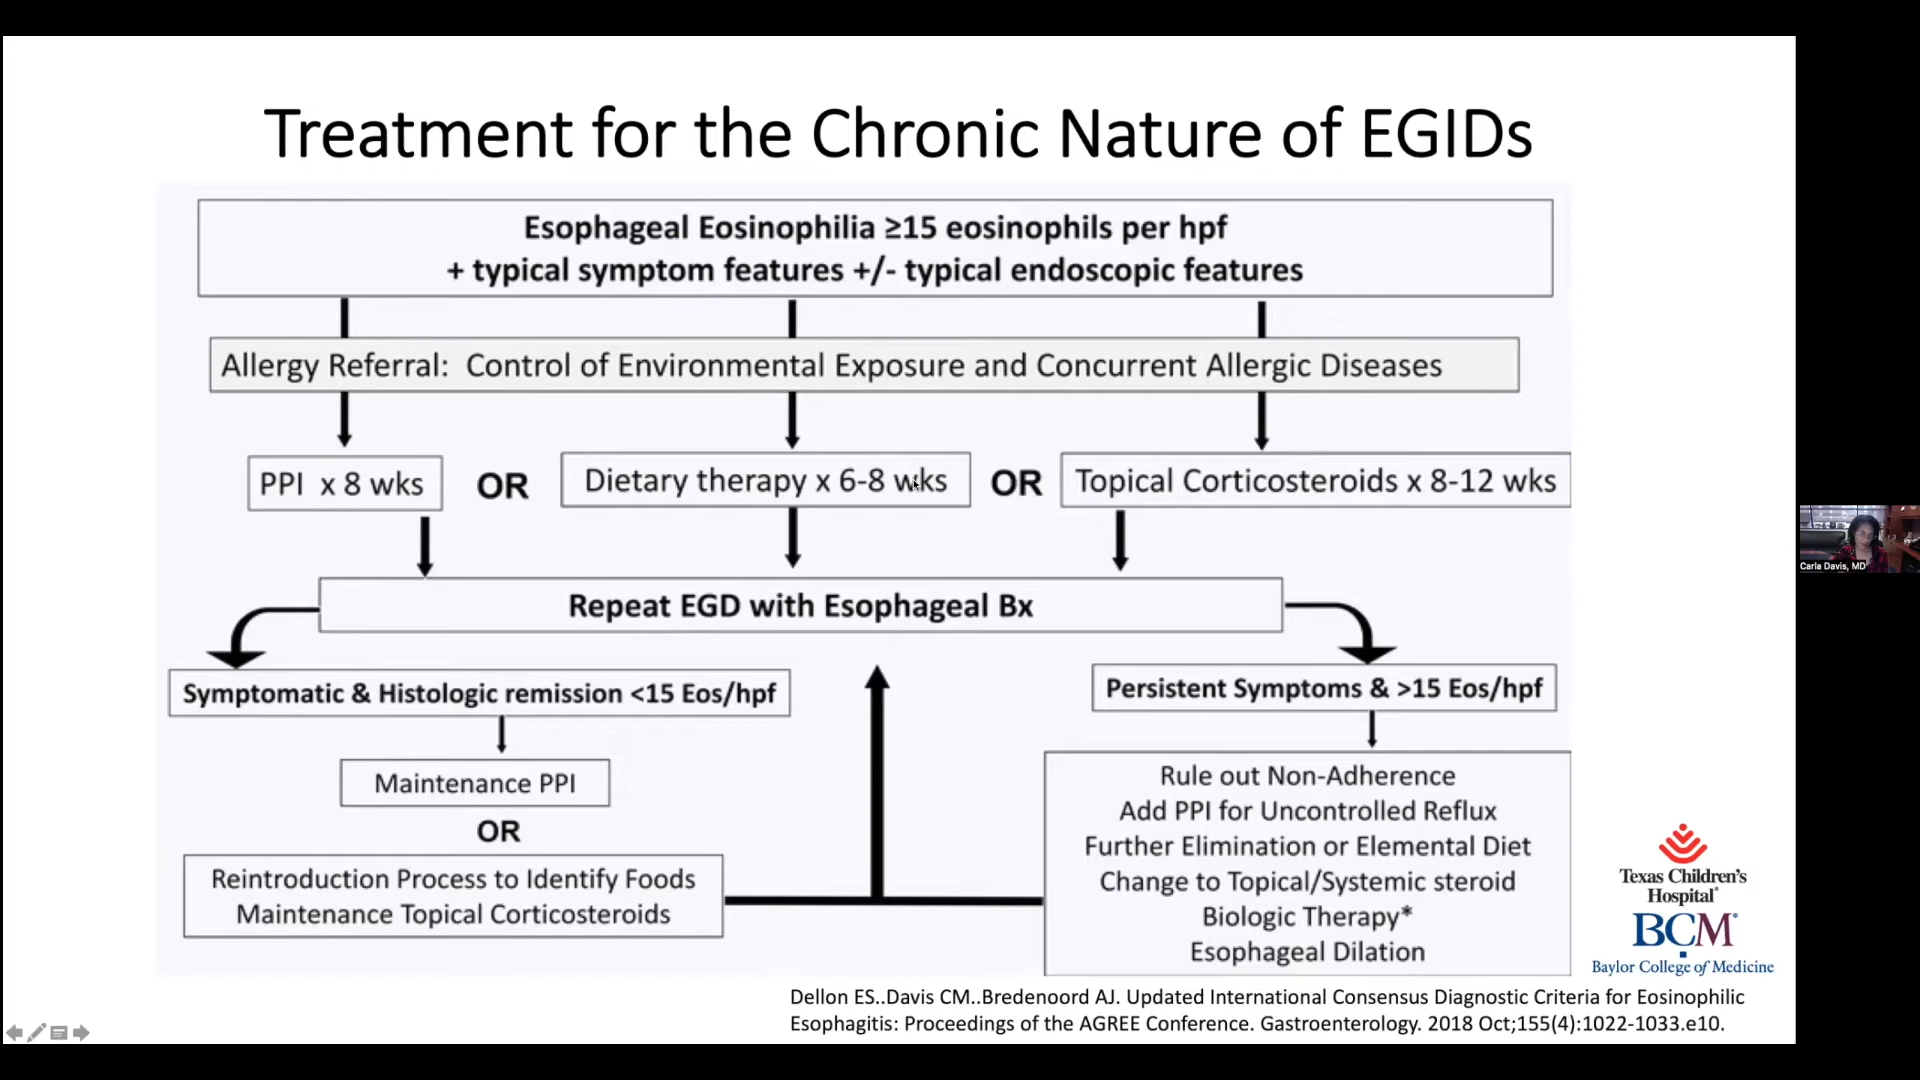 Treatment for the Chronic Nature of EGIDs
Esophageal Eosinophilia ≥15 eosinophils per hpf
+ typical symptom features +/- typical endoscopic features
Allergy Referral: Control of Environmental Exposure and Concurrent Allergic Diseases
PPI x 8 wks
OR
Dietary therapy x 6-8 wks
OR
Topical Corticosteroids x 8-12 wks
Repeat EGD with Esophageal Bx
Symptomatic & Histologic remission <15 Eos/hpf
Maintenance PPI
OR
Reintroduction Process to Identify Foods
Maintenance Topical Corticosteroids
Persistent Symptoms & >15 Eos/hpf
Rule out Non-Adherence
Add PPI for Uncontrolled Reflux
Further Elimination or Elemental Diet
Change to Topical/Systemic steroid
Biologic Therapy*
Esophageal Dilation
Texas Children's
Hospital®
BCM®
Baylor College of Medicine
Dellon ES..Davis CM..Bredenoord AJ. Updated International Consensus Diagnostic Criteria for Eosinophilic
Esophagitis: Proceedings of the AGREE Conference. Gastroenterology. 2018 Oct;155(4):1022-1033.e10.
Carla Davis, MD